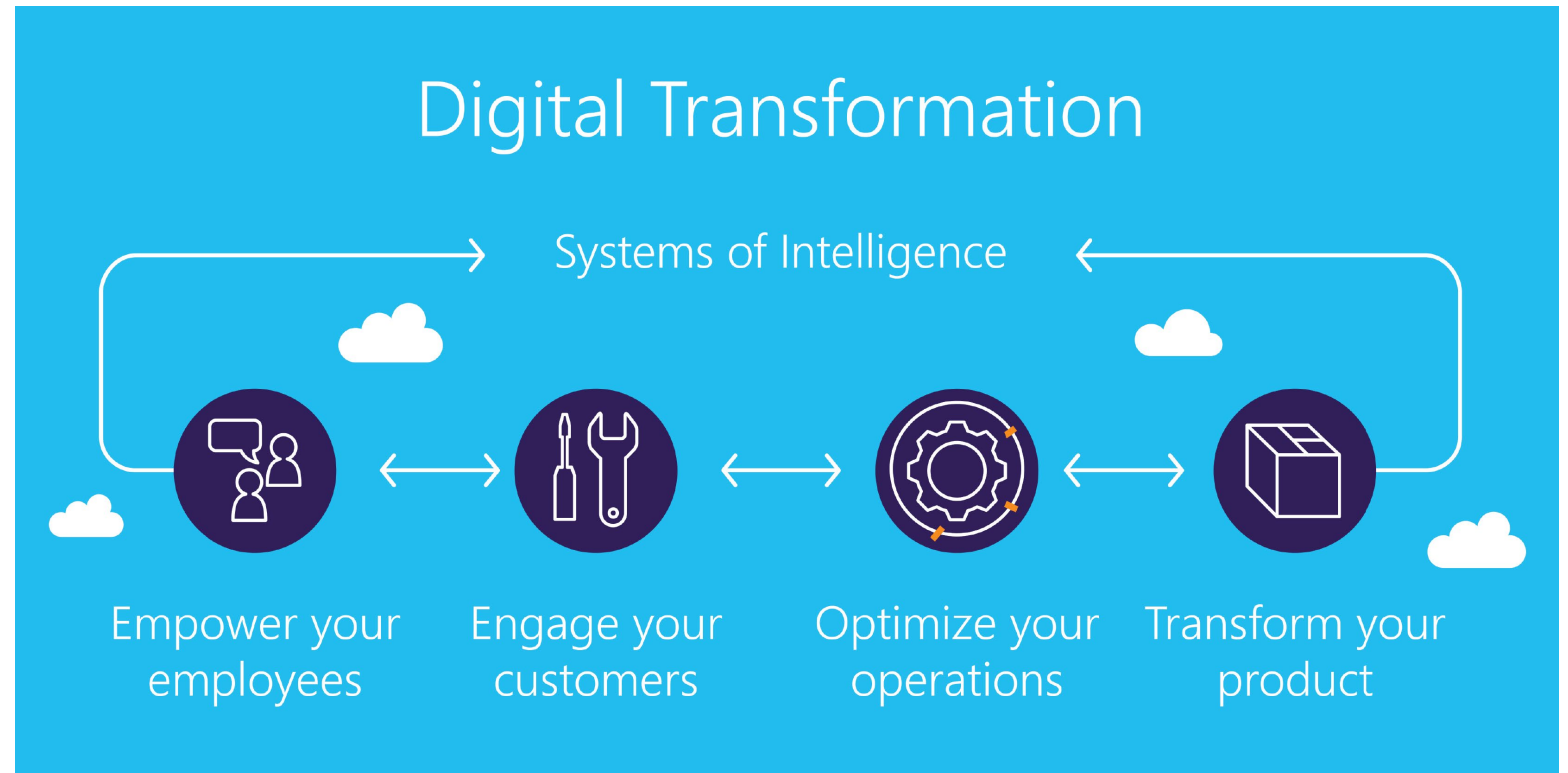 Digital Transformation
Systems of Intelligence
Empower your
employees
Engage your
customers
Optimize your
operations
Transform your
product